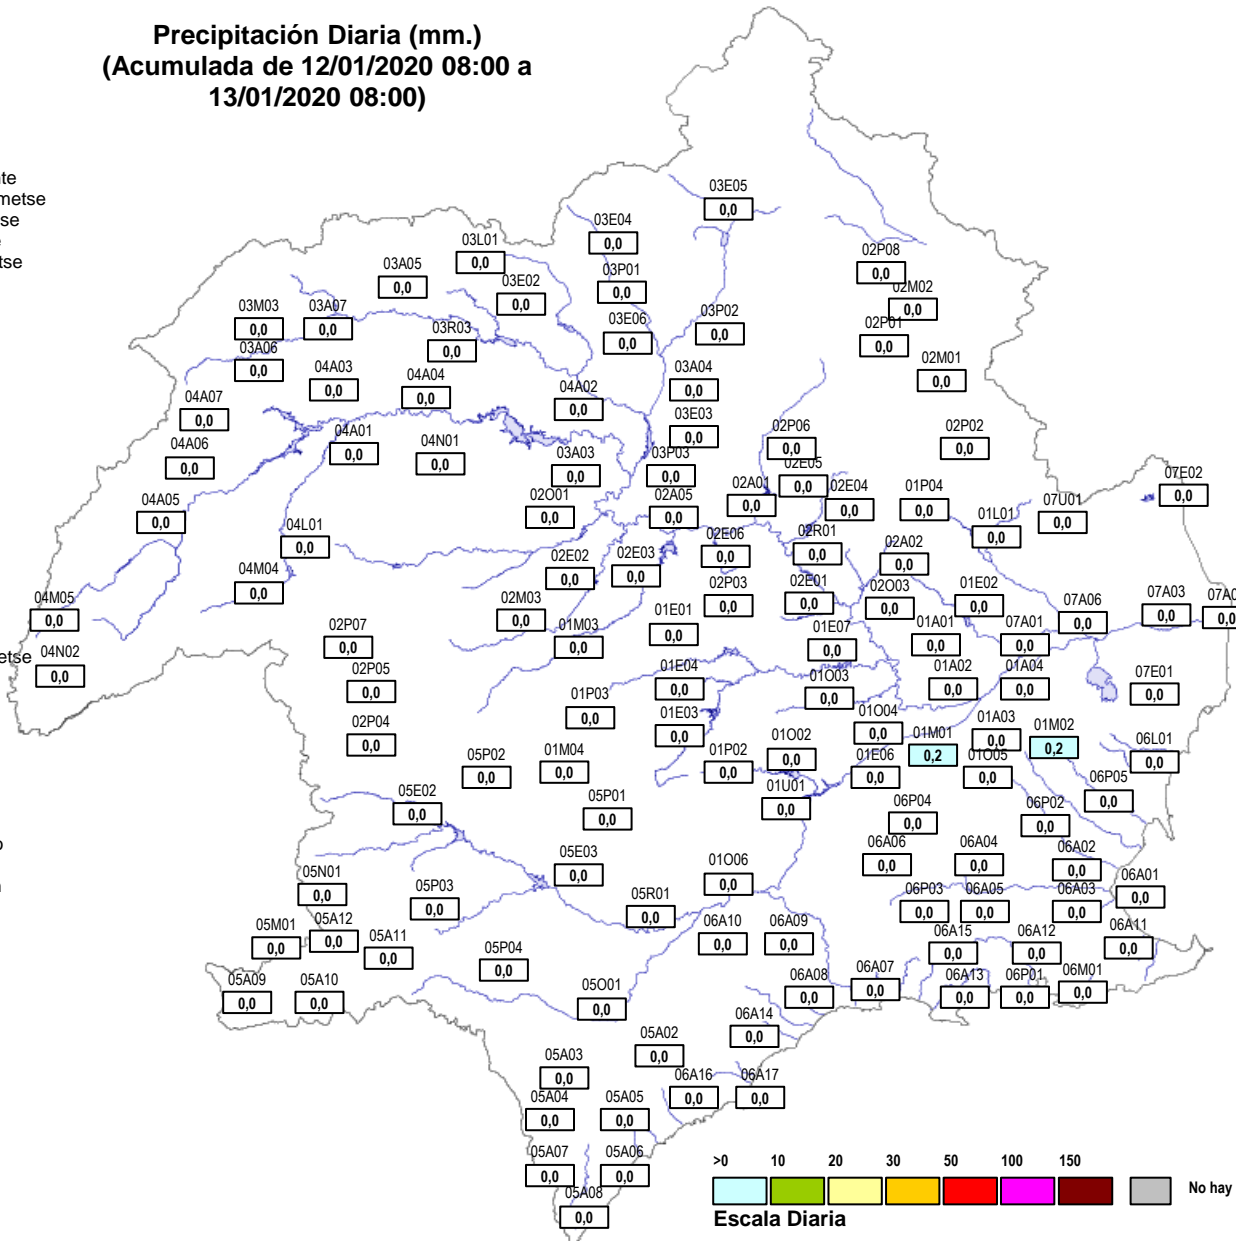 Precipitación Diaria (mm.)
(Acumulada de 12/01/2020 08:00 a
13/01/2020 08:00)
03E05
0,0
03E04
0,0
03L01
0,0
02P08
0,0
03A05
0,0
03P01
0,0
03E02
0,0
02M02
0,0
03M03
0,0
03A07
0,0
03E06
0,0
03P02
0,0
03R03
0,0
02P01
0,0
03A06
0,0
02M01
0,0
04A03
0,0
04A04
0,0
03A04
0,0
04A02
0,0
04A07
0,0
03E03
0,0
04A01
0,0
04N01
0,0
02P06
0,0
02P02
0,0
04A06
0,0
03A03
0,0
03P03
0,0
02E05
0,0
07E02
0,0
02A01
0,0
02E04
0,0
01P04
0,0
04A05
0,0
02O01
0,0
02A05
0,0
07U01
0,0
01L01
0,0
04L01
0,0
02E06
0,0
02R01
0,0
02A02
0,0
02E02
0,0
02E03
0,0
04M04
0,0
02P03
0,0
02E01
0,0
02O03
0,0
01E02
0,0
04M05
0,0
02M03
0,0
07A06
0,0
07A03
0,0
07A0
0,0
01E01
0,0
02P07
0,0
01M03
0,0
01E07
0,0
01A01
0,0
07A01
0,0
04N02
0,0
02P05
0,0
01E04
0,0
01O03
0,0
01A02
0,0
01A04
0,0
07E01
0,0
01P03
0,0
02P04
0,0
01E03
0,0
01O04
0,0
01A03
0,0
01M01
0,2
01M02
0,2
06L01
0,0
05P02
0,0
01M04
0,0
01P02
0,0
01O02
0,0
01E06
0,0
01O05
0,0
05E02
0,0
05P01
0,0
01U01
0,0
06P05
0,0
06P04
0,0
06P02
0,0
05E03
0,0
06A06
0,0
06A04
0,0
06A02
0,0
05N01
0,0
01O06
0,0
05P03
0,0
06A01
0,0
05R01
0,0
06P03
0,0
06A05
0,0
06A03
0,0
05M01
0,0
05A12
0,0
05A11
0,0
06A10
0,0
06A09
0,0
06A15
0,0
06A12
0,0
06A11
0,0
05P04
0,0
05A09
0,0
05A10
0,0
05O01
0,0
06A08
0,0
06A07
0,0
06A13
0,0
06P01
0,0
06M01
0,0
06A14
0,0
05A02
0,0
05A03
0,0
06A16
0,0
06A17
0,0
05A04
0,0
05A05
0,0
05A07
0,0
05A06
0,0
05A08
0,0
>0 10 20 30 50 100 150
No hay
Escala Diaria